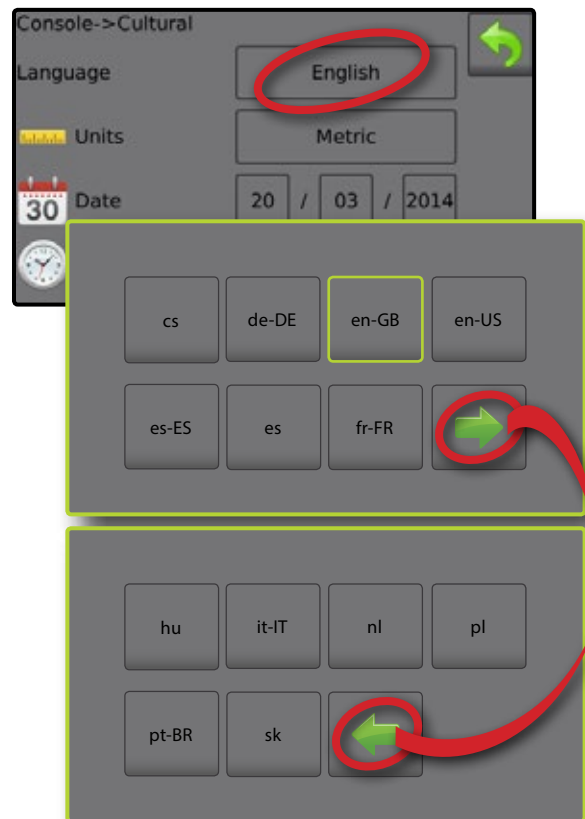 Console->Cultural
Language English
Units Metric
30 Date 20 / 03 / 2014
cs de-DE en-GB en-US
es-ES es fr-FR
hu it-IT nl pl
pt-BR sk